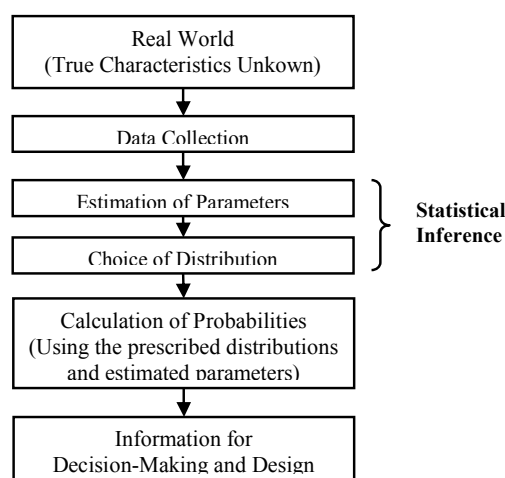 Real World
(True Characteristics Unkown)
Data Collection
Estimation of Parameters
Choice of Distribution
Statistical
Inference
Calculation of Probabilities
(Using the prescribed distributions
and estimated parameters)
Information for
Decision-Making and Design